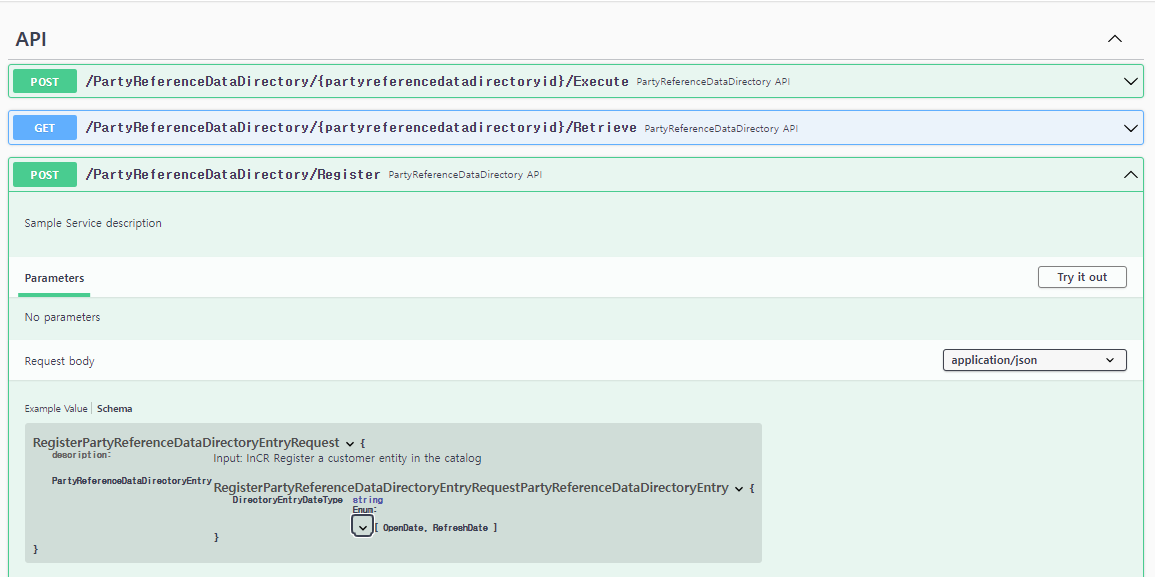 API
POST /PartyReferenceDataDirectory/{partyreferencedatadirectoryid}/Execute PartyReferenceDataDirectory API
GET /PartyReferenceDataDirectory/{partyreferencedatadirectoryid}/Retrieve PartyReferenceDataDirectory API
POST /PartyReferenceDataDirectory/Register PartyReferenceDataDirectory API
Sample Service description
Parameters Try it out
No parameters
Request body application/json
Example Value | Schema
RegisterPartyReferenceDataDirectoryEntryRequest {
description: Input: InCR Register a customer entity in the catalog
PartyReferenceDataDirectoryEntry RegisterPartyReferenceDataDirectoryEntryRequestPartyReferenceDataDirectoryEntry {
DirectoryEntryDateType string
Enum:
[ OpenDate, RefreshDate ]
}
}